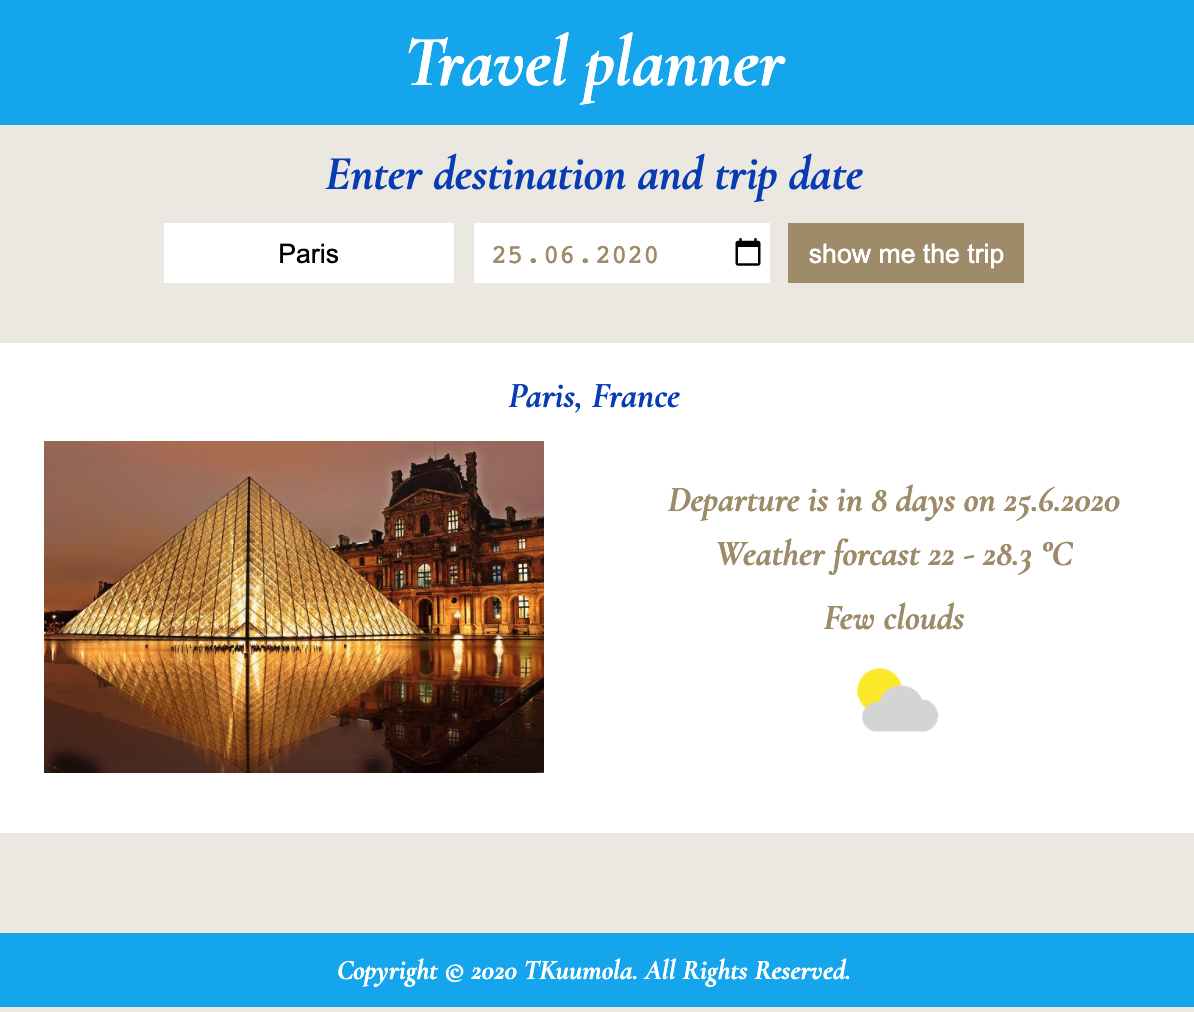 Travel planner
Enter destination and trip date
Paris
25.06.2020
show me the trip
Paris, France
Departure is in 8 days on 25.6.2020
Weather forcast 22 - 28.3 °C
Few clouds
Copyright © 2020 TKuumola. All Rights Reserved.